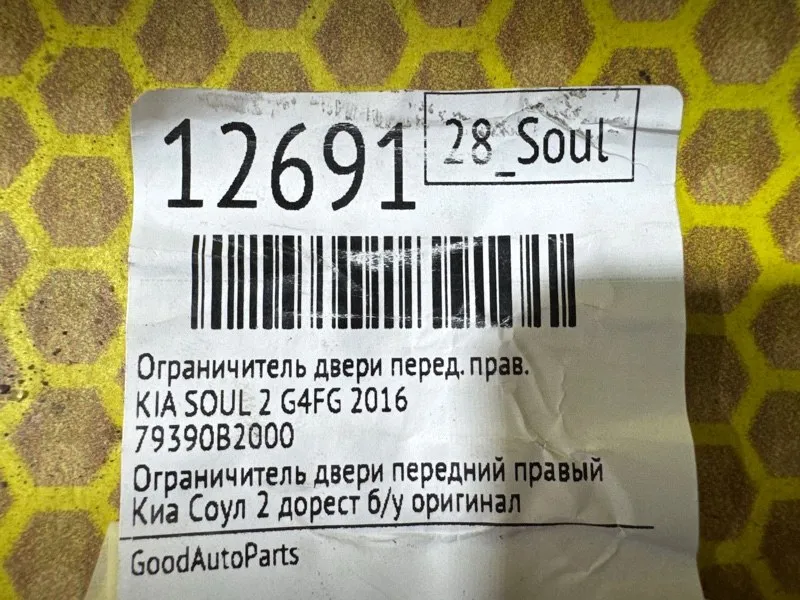 12691
28_Soul
Ограничитель двери перед. прав.
KIA SOUL 2 G4FG 2016
79390B2000
Ограничитель двери передний правый
Киа Соул 2 дорест б/у оригинал
GoodAutoParts